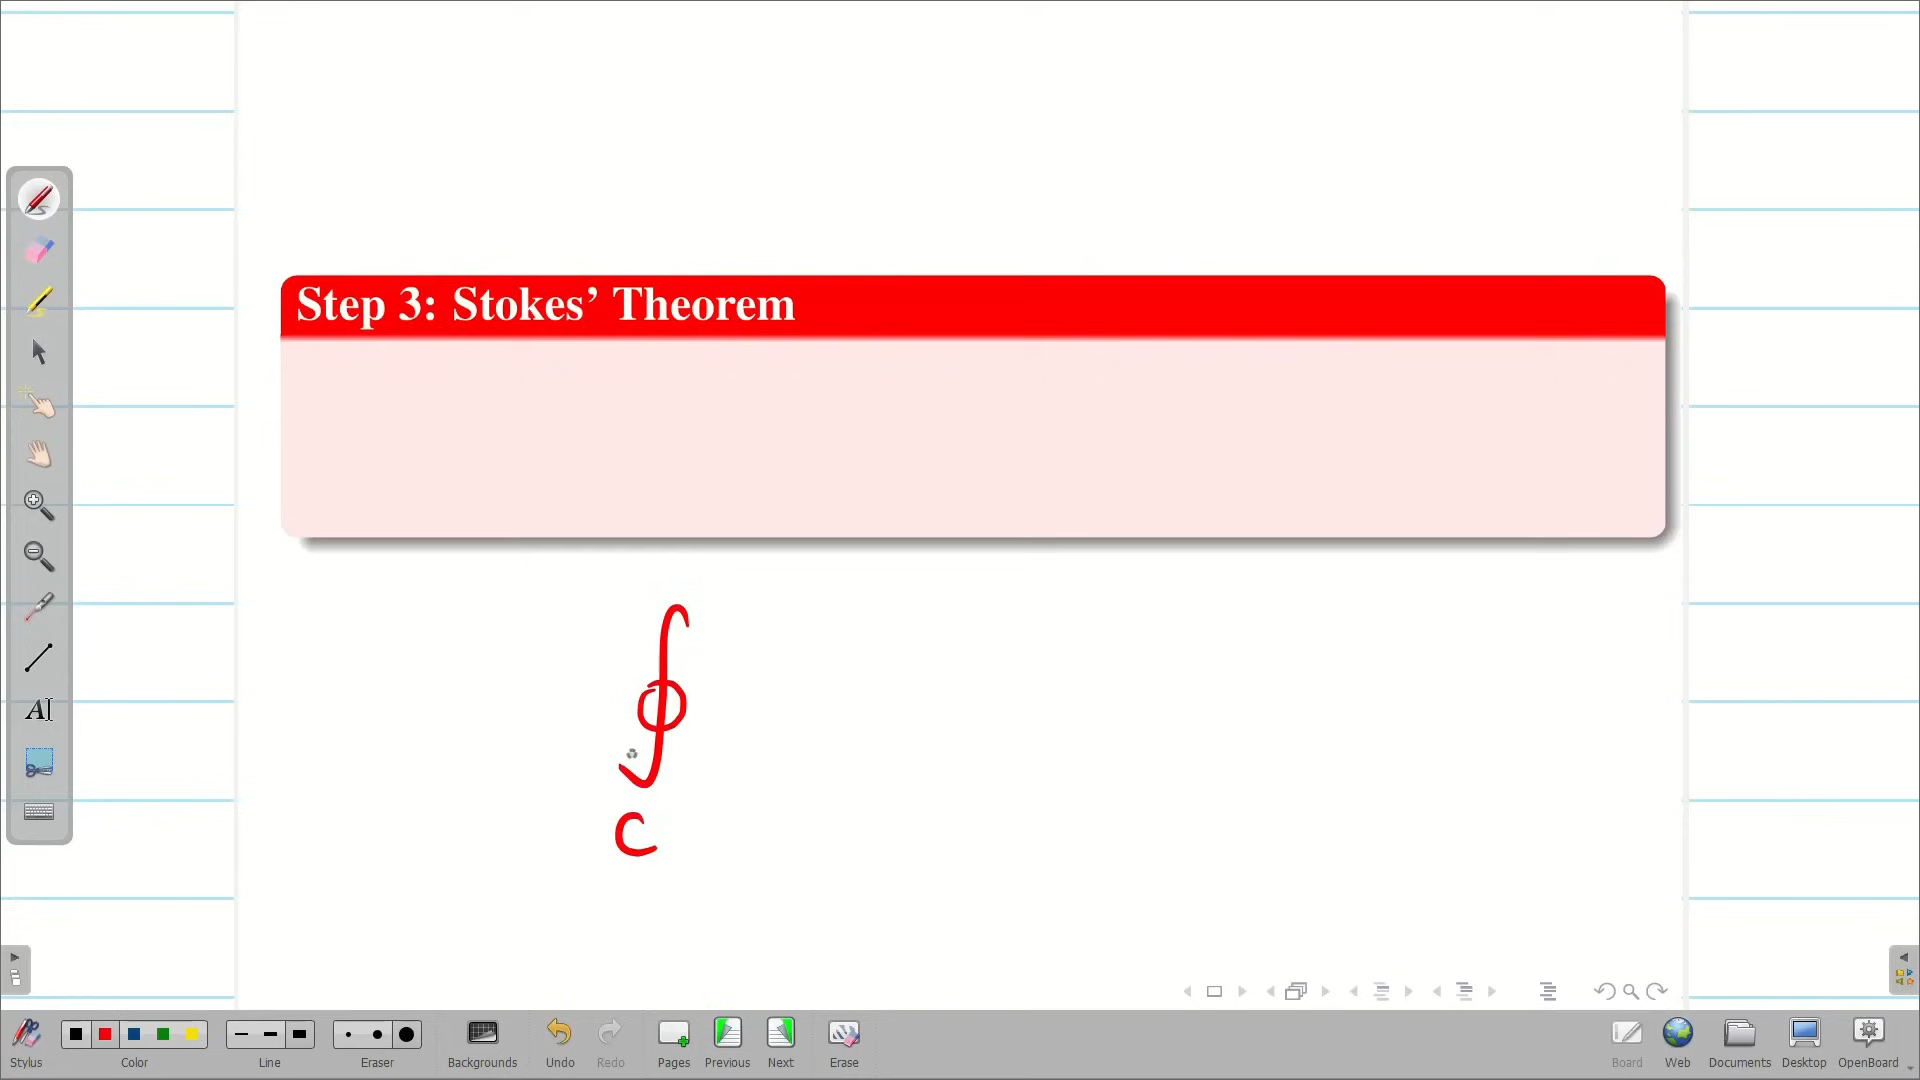 Step 3: Stokes’ Theorem
∮
C
A
Stylus Color Line Eraser Backgrounds Undo Redo Pages Previous Next Erase Board Web Documents Desktop OpenBoard